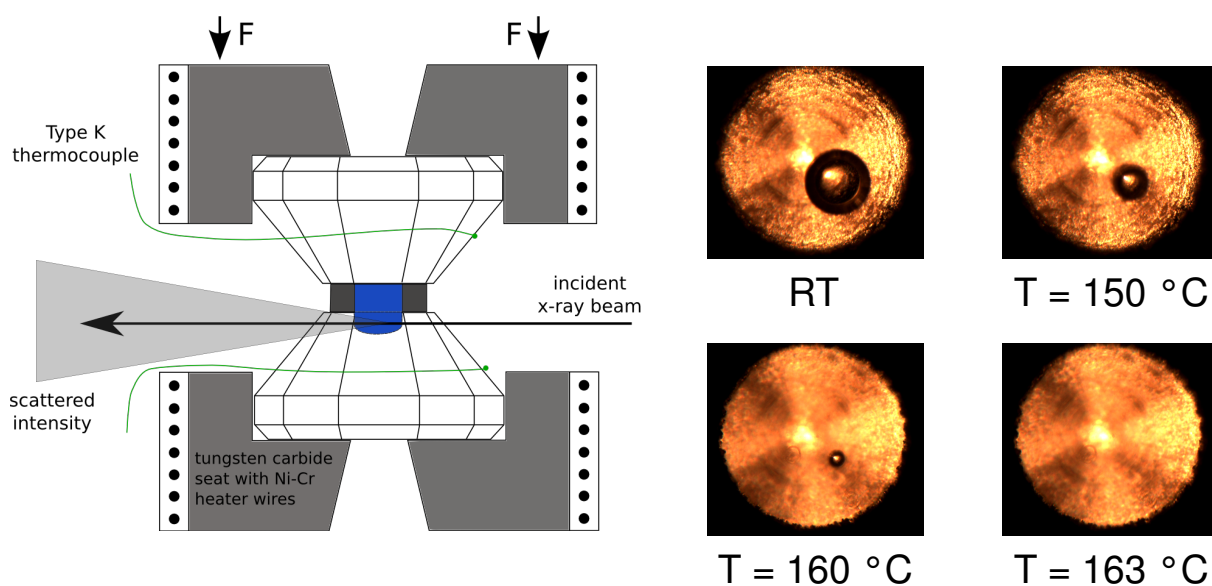 F
F
Type K
thermocouple
incident
x-ray beam
scattered
intensity
tungsten carbide
seat with Ni-Cr
heater wires
RT
T = 150 °C
T = 160 °C
T = 163 °C